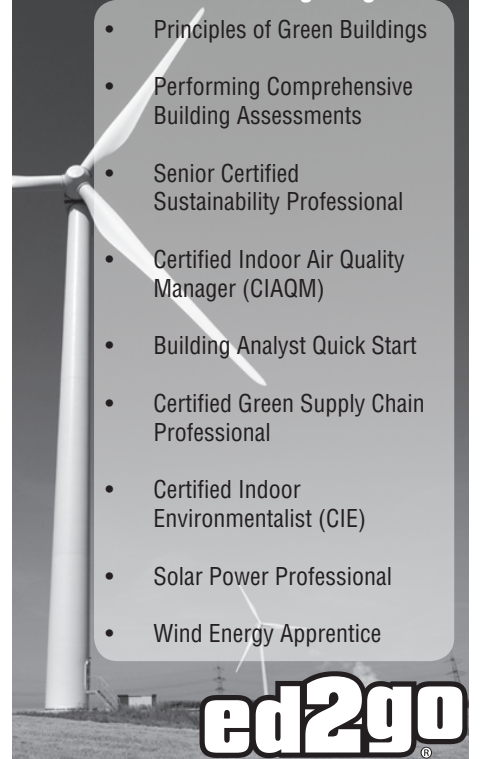 • Principles of Green Buildings
• Performing Comprehensive
Building Assessments
• Senior Certified
Sustainability Professional
• Certified Indoor Air Quality
Manager (CIAQM)
• Building Analyst Quick Start
• Certified Green Supply Chain
Professional
• Certified Indoor
Environmentalist (CIE)
• Solar Power Professional
• Wind Energy Apprentice
ed2go®